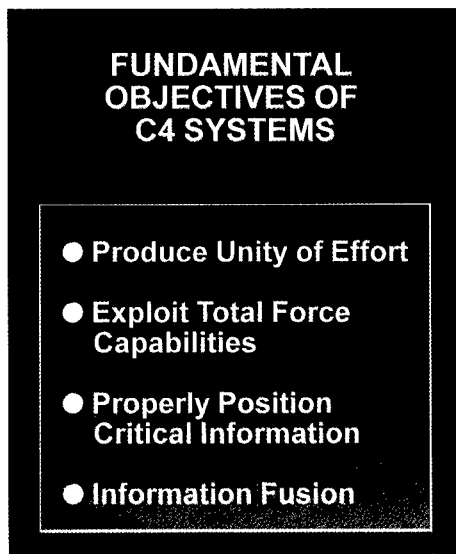 FUNDAMENTAL
OBJECTIVES OF
C4 SYSTEMS
● Produce Unity of Effort
● Exploit Total Force
Capabilities
● Properly Position
Critical Information
● Information Fusion